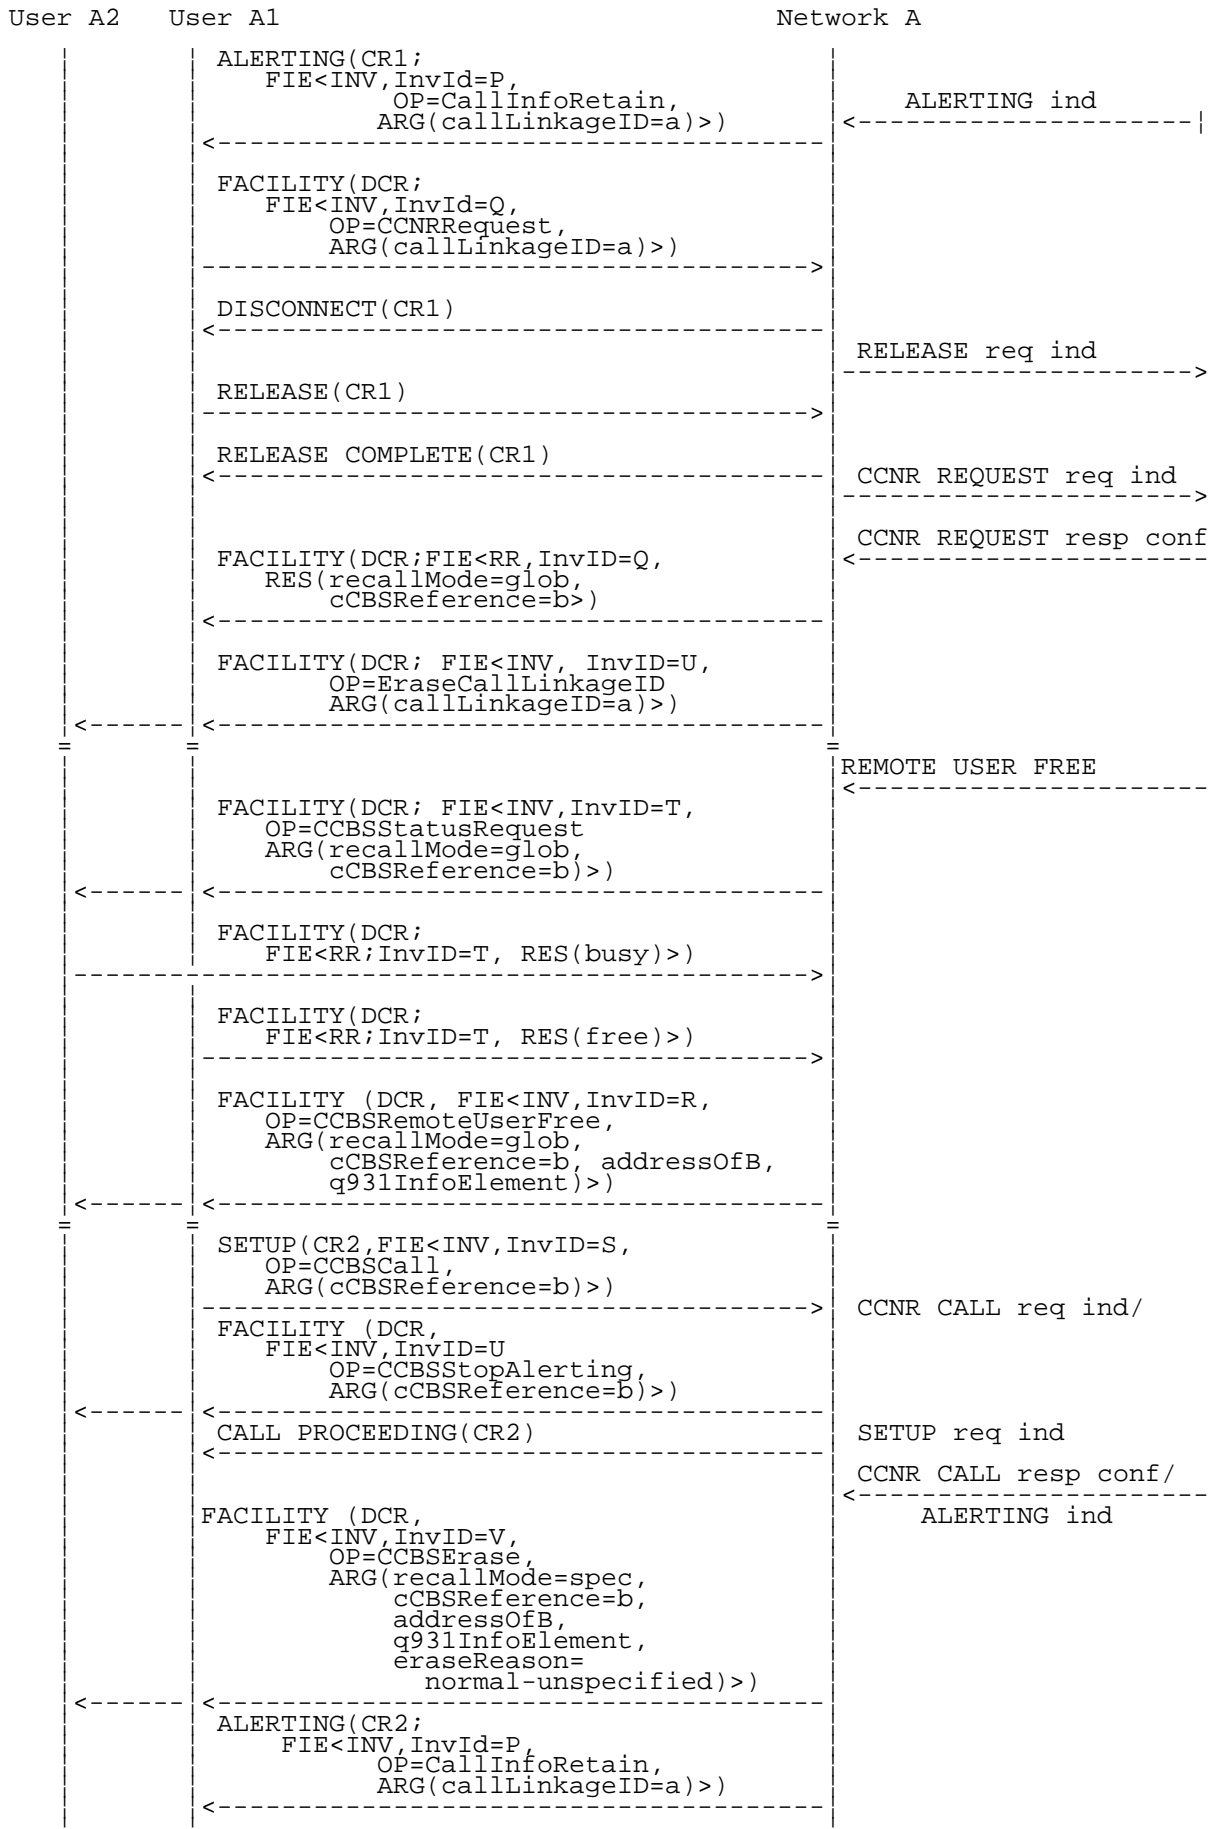 User A2 User A1 Network A
ALERTING(CR1;
FIE<INV,InvId=P,
OP=CallInfoRetain, ALERTING ind
ARG(callLinkageID=a)>)
FACILITY(DCR;
FIE<INV,InvId=Q,
OP=CCNRRequest,
ARG(callLinkageID=a)>)
DISCONNECT(CR1)
RELEASE req ind
RELEASE(CR1)
RELEASE COMPLETE(CR1)
CCNR REQUEST req ind
CCNR REQUEST resp conf
FACILITY(DCR;FIE<RR,InvID=Q,
RES(recallMode=glob,
cCBSReference=b>)
FACILITY(DCR; FIE<INV, InvID=U,
OP=EraseCallLinkageID
ARG(callLinkageID=a)>)
REMOTE USER FREE
FACILITY(DCR; FIE<INV,InvID=T,
OP=CCBSStatusRequest
ARG(recallMode=glob,
cCBSReference=b)>)
FACILITY(DCR;
FIE<RR;InvID=T, RES(busy)>)
FACILITY(DCR;
FIE<RR;InvID=T, RES(free)>)
FACILITY (DCR, FIE<INV,InvID=R,
OP=CCBSRemoteUserFree,
ARG(recallMode=glob,
cCBSReference=b, addressOfB,
q931InfoElement)>)
SETUP(CR2,FIE<INV,InvID=S,
OP=CCBSCall,
ARG(cCBSReference=b)>)
CCNR CALL req ind/
FACILITY (DCR,
FIE<INV,InvID=U
OP=CCBSStopAlerting,
ARG(cCBSReference=b)>)
CALL PROCEEDING(CR2) SETUP req ind
CCNR CALL resp conf/
FACILITY (DCR, ALERTING ind
FIE<INV,InvID=V,
OP=CCBSErase,
ARG(recallMode=spec,
cCBSReference=b,
addressOfB,
q931InfoElement,
eraseReason=
normal-unspecified)>)
ALERTING(CR2;
FIE<INV,InvId=P,
OP=CallInfoRetain,
ARG(callLinkageID=a)>)